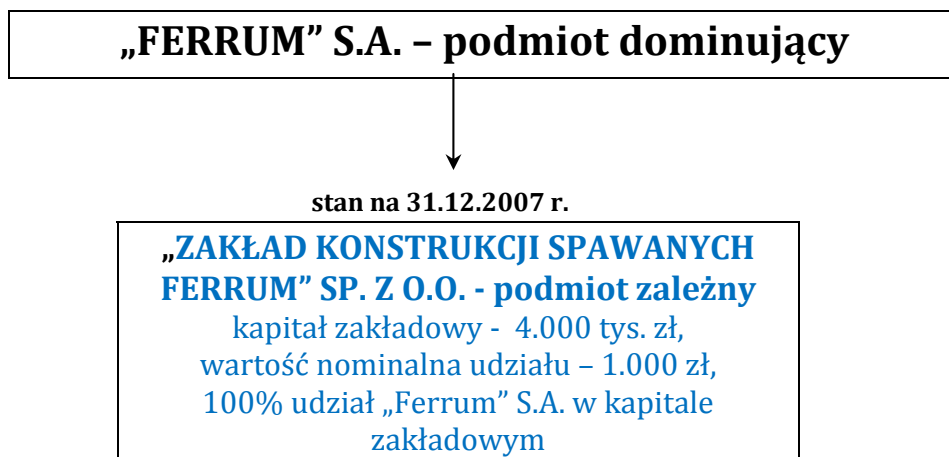 „FERRUM” S.A. – podmiot dominujący
stan na 31.12.2007 r.
„ZAKŁAD KONSTRUKCJI SPAWANYCH
FERRUM” SP. Z O.O. - podmiot zależny
kapitał zakładowy - 4.000 tys. zł,
wartość nominalna udziału – 1.000 zł,
100% udział „Ferrum” S.A. w kapitale
zakładowym